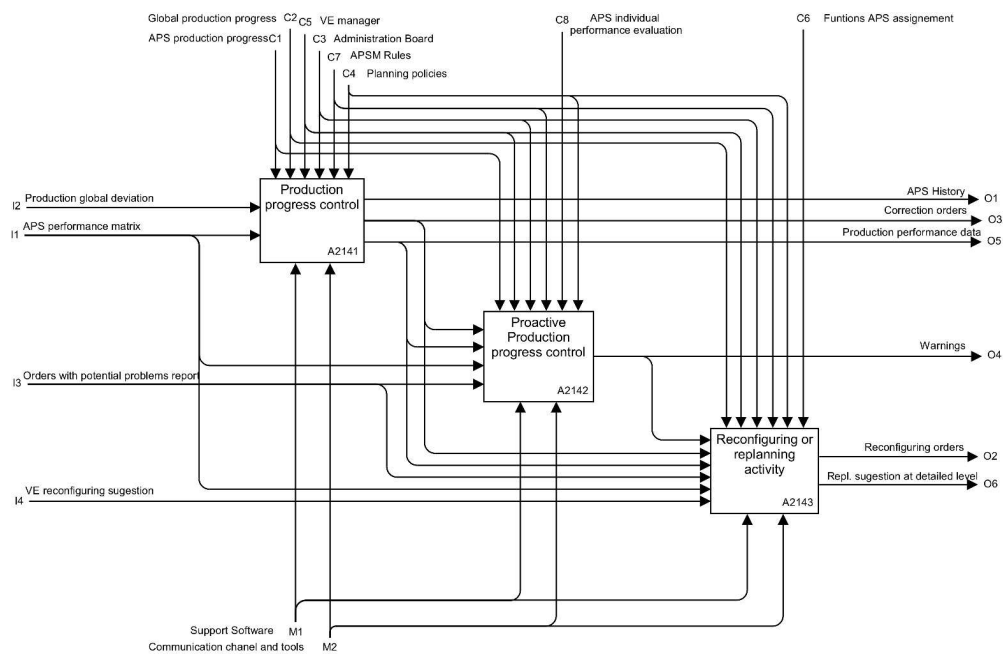 Global production progress C2
C5 VE manager
APS production progress C1
C3 Administration Board
C7 APSM Rules
C4 Planning policies
C8 APS individual
performance evaluation
C6 Funtions APS assignement
I2 Production global deviation
I1 APS performance matrix
Production
progress control
A2141
APS History O1
Correction orders O3
Production performance data O5
Proactive
Production
progress control
A2142
Warnings O4
I3 Orders with potential problems report
Reconfiguring or
replanning
activity
A2143
Reconfiguring orders O2
Repl. sugestion at detailed level O6
I4 VE reconfiguring sugestion
Support Software M1
Communication chanel and tools M2